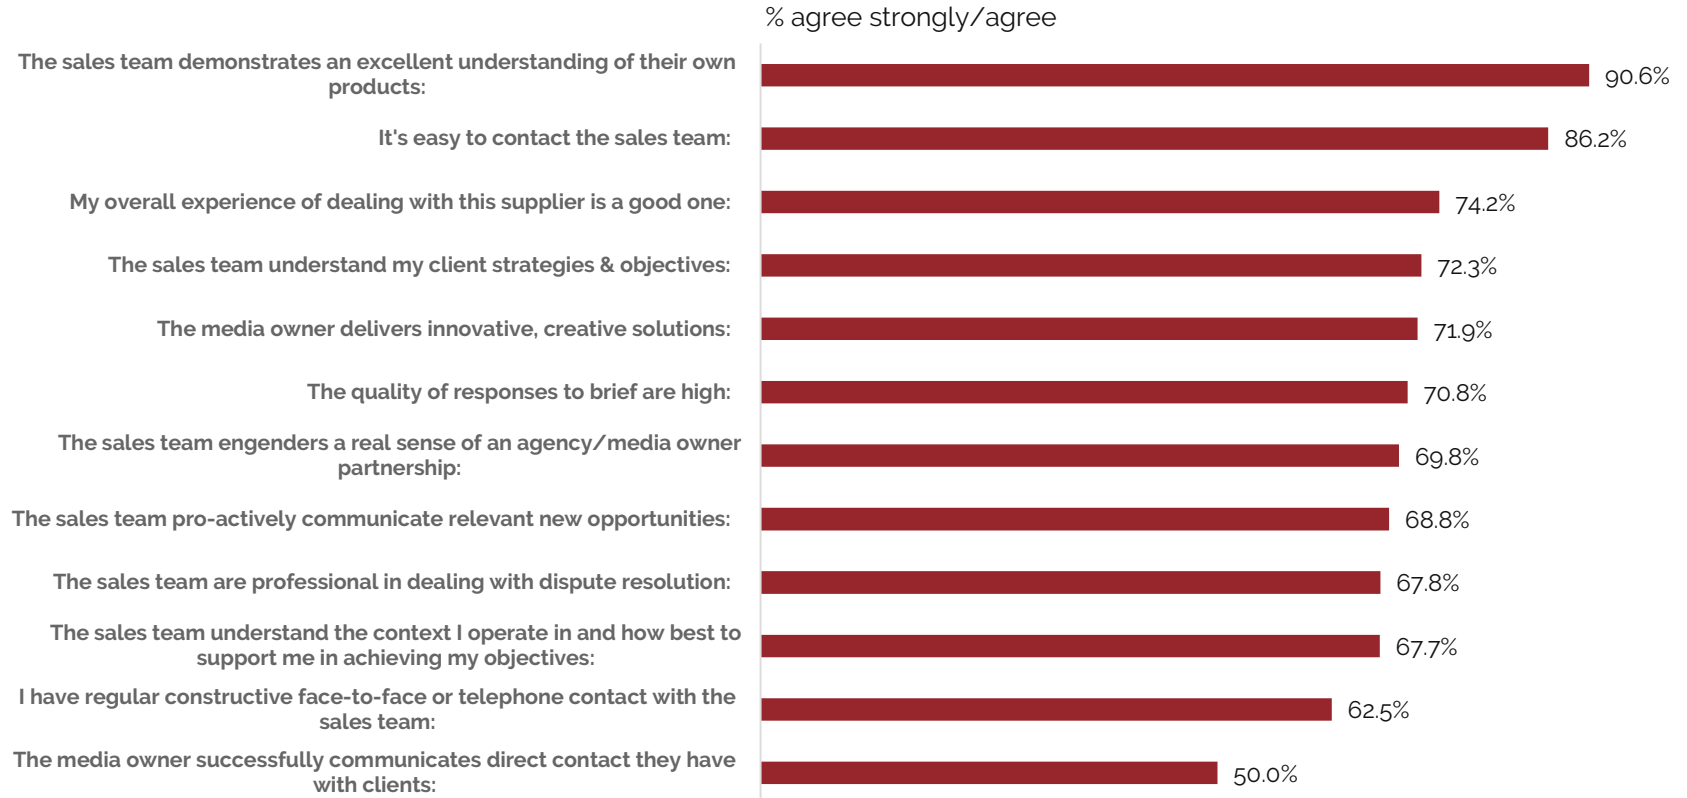 % agree strongly/agree
The sales team demonstrates an excellent understanding of their own
products:
90.6%
It's easy to contact the sales team:
86.2%
My overall experience of dealing with this supplier is a good one:
74.2%
The sales team understand my client strategies & objectives:
72.3%
The media owner delivers innovative, creative solutions:
71.9%
The quality of responses to brief are high:
70.8%
The sales team engenders a real sense of an agency/media owner
partnership:
69.8%
The sales team pro-actively communicate relevant new opportunities:
68.8%
The sales team are professional in dealing with dispute resolution:
67.8%
The sales team understand the context I operate in and how best to
support me in achieving my objectives:
67.7%
I have regular constructive face-to-face or telephone contact with the
sales team:
62.5%
The media owner successfully communicates direct contact they have
with clients:
50.0%